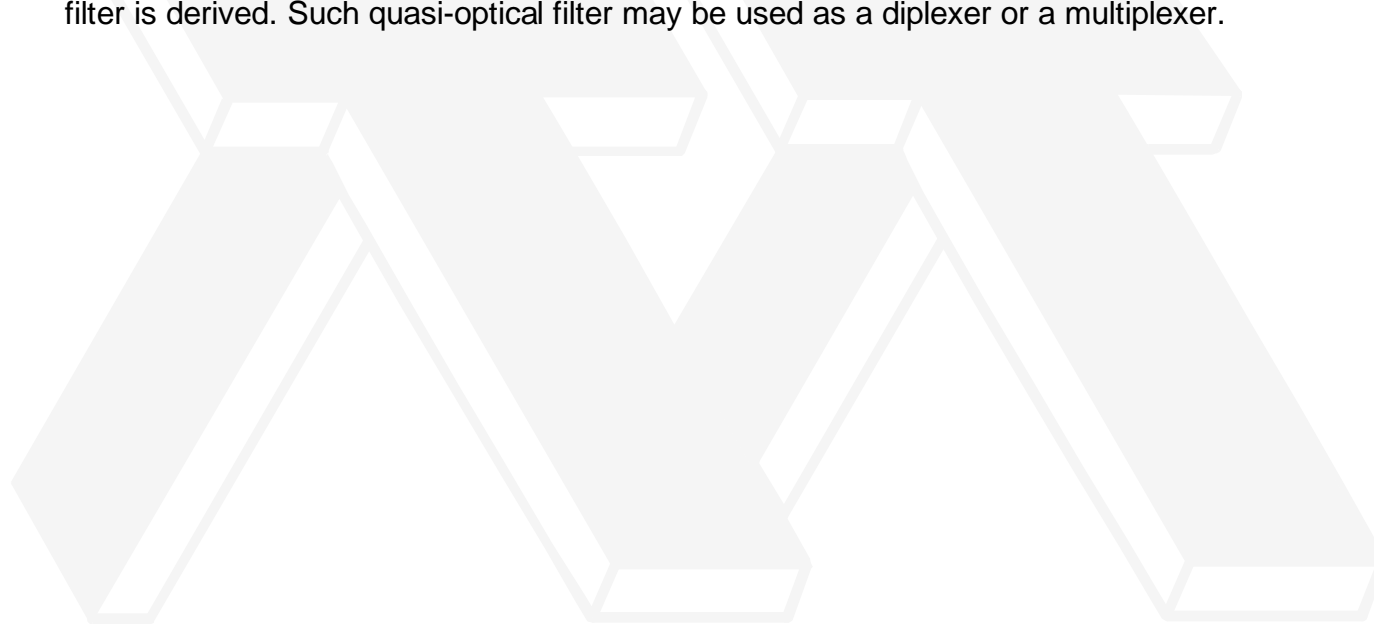 filter is derived. Such quasi-optical filter may be used as a diplexer or a multiplexer.